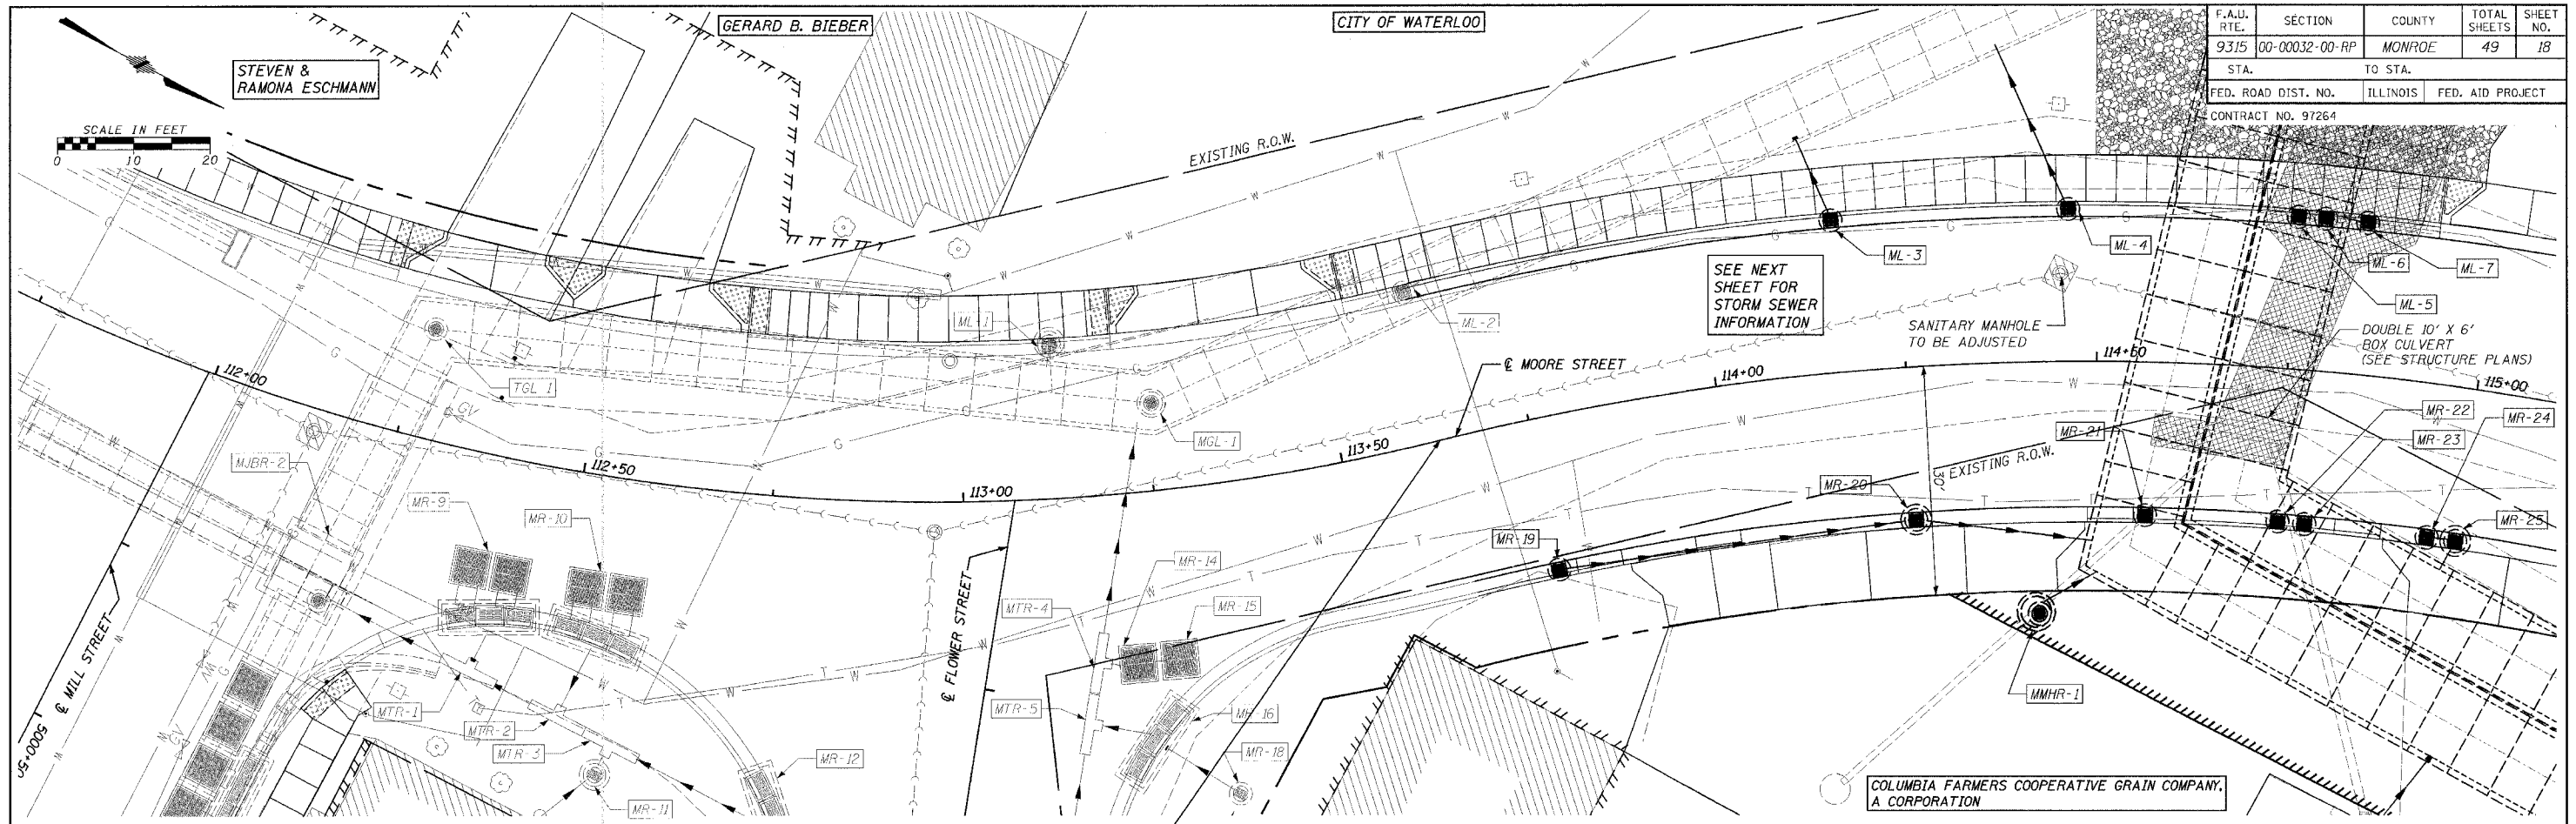 GERARD B. BIEBER
CITY OF WATERLOO
F.A.U. RTE.
SECTION
COUNTY
TOTAL SHEETS
SHEET NO.
9315
00-00032-00-RP
MONROE
49
18
STA.
TO STA.
FED. ROAD DIST. NO.
ILLINOIS
FED. AID PROJECT
CONTRACT NO. 97264
STEVEN &
RAMONA ESCHMANN
SCALE IN FEET
0 10 20
EXISTING R.O.W.
ML-1
ML-2
ML-3
ML-4
ML-5
ML-6
ML-7
SEE NEXT
SHEET FOR
STORM SEWER
INFORMATION
SANITARY MANHOLE
TO BE ADJUSTED
DOUBLE 10' X 6'
BOX CULVERT
(SEE STRUCTURE PLANS)
℄ MOORE STREET
112+00
112+50
113+00
113+50
114+00
114+50
115+00
TGL-1
GV
MGL-1
MJBR-2
MR-9
MR-10
MR-14
MR-15
MTR-4
MTR-5
MR-16
MR-18
MR-19
MR-20
MR-21
MR-22
MR-23
MR-24
MR-25
EXISTING R.O.W.
30'
℄ MILL STREET
5000+50
℄ FLOWER STREET
MTR-1
MTR-2
MTR-3
MR-11
MR-12
MMHR-1
COLUMBIA FARMERS COOPERATIVE GRAIN COMPANY,
A CORPORATION